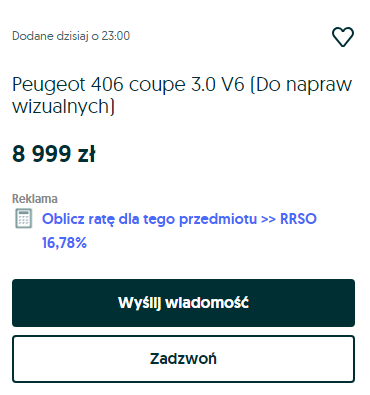 Dodane dzisiaj o 23:00
Peugeot 406 coupe 3.0 V6 (Do napraw
wizualnych)
8 999 zł
Reklama
Oblicz ratę dla tego przedmiotu >> RRSO
16,78%
Wyślij wiadomość
Zadzwoń